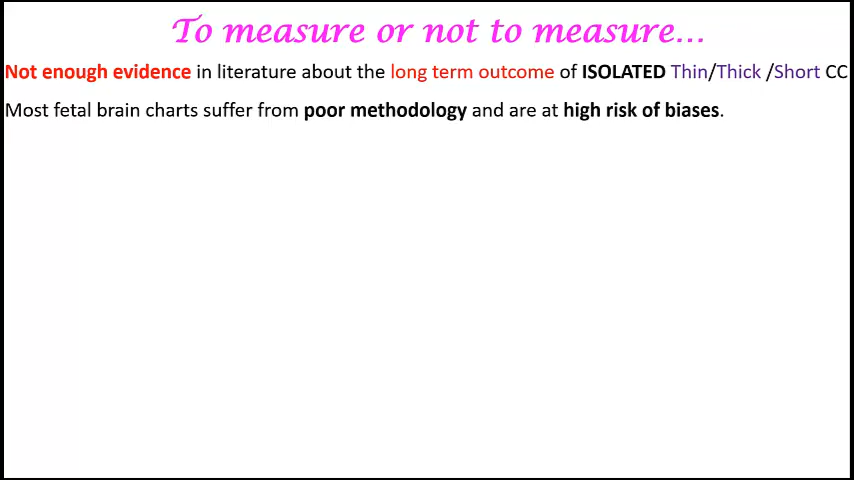 To measure or not to measure...
Not enough evidence in literature about the long term outcome of ISOLATED Thin/Thick /Short CC
Most fetal brain charts suffer from poor methodology and are at high risk of biases.